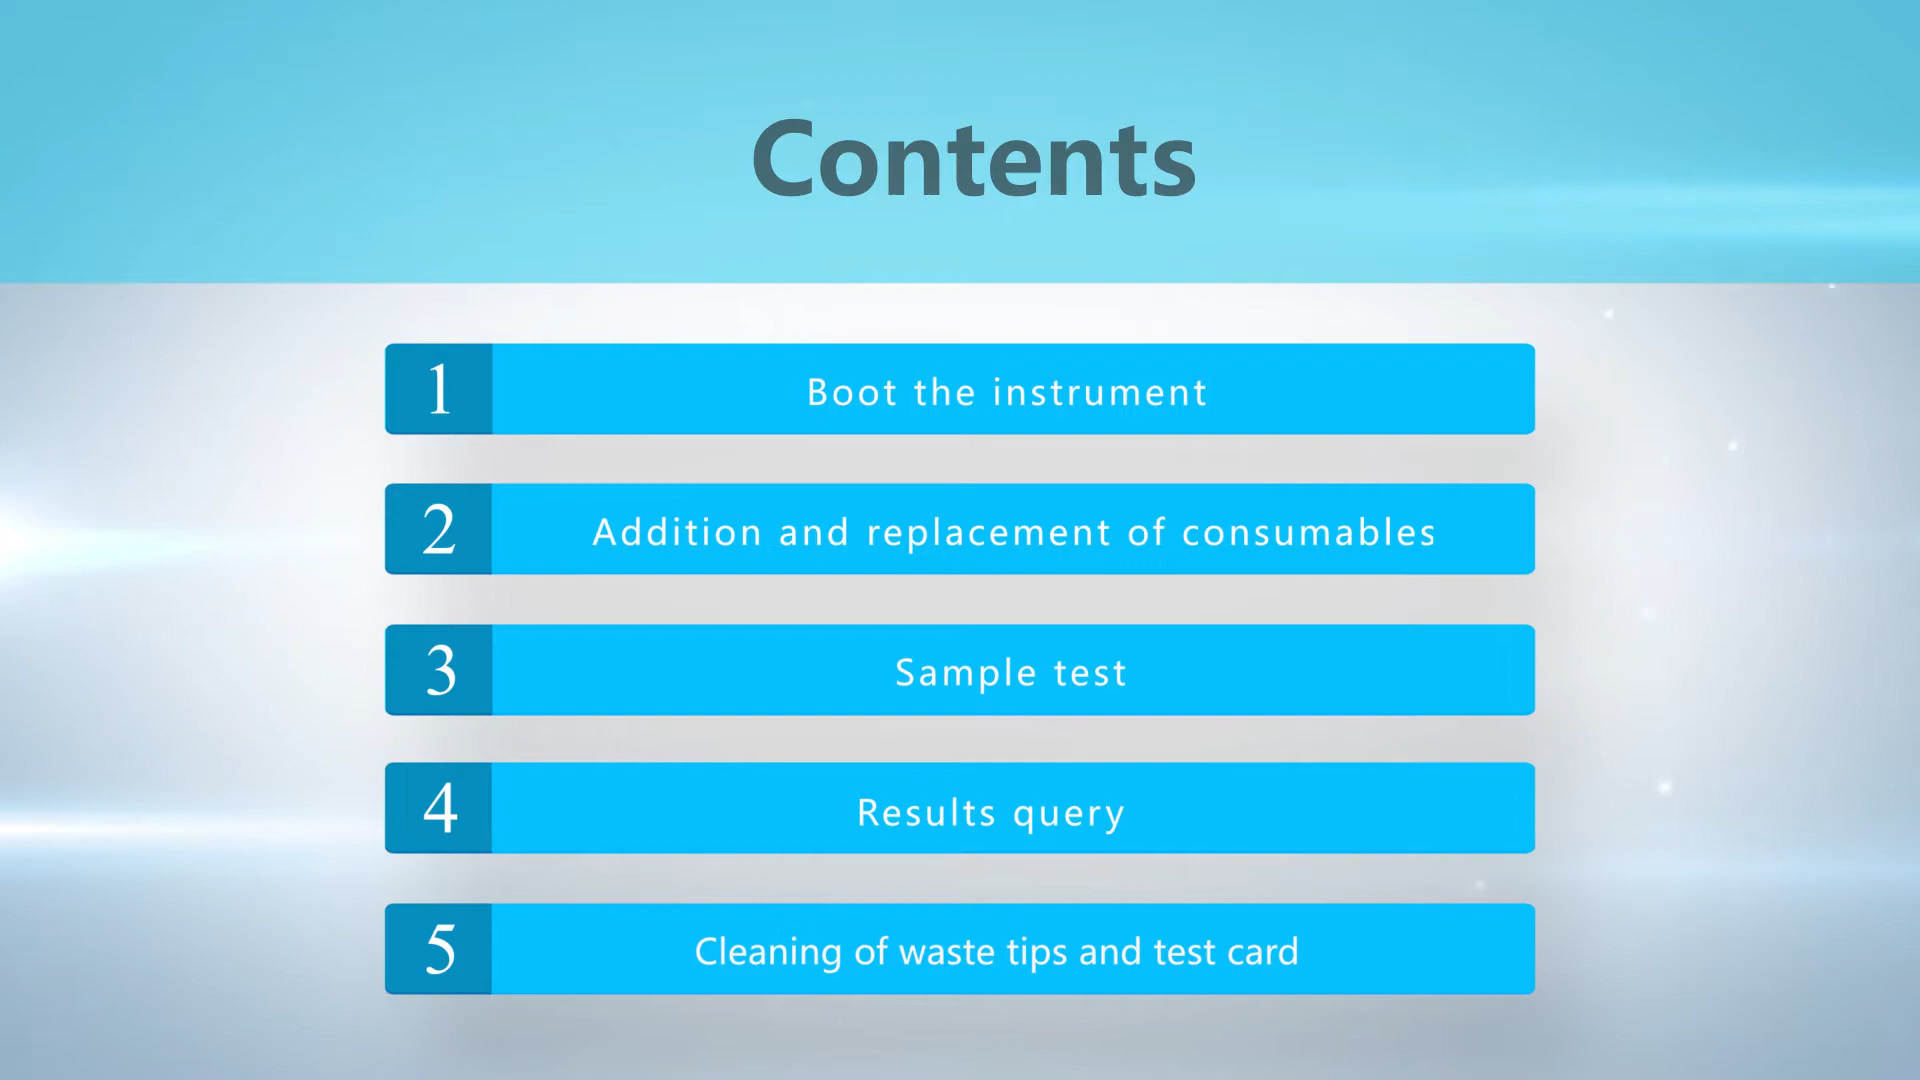 Contents
1 Boot the instrument
2 Addition and replacement of consumables
3 Sample test
4 Results query
5 Cleaning of waste tips and test card